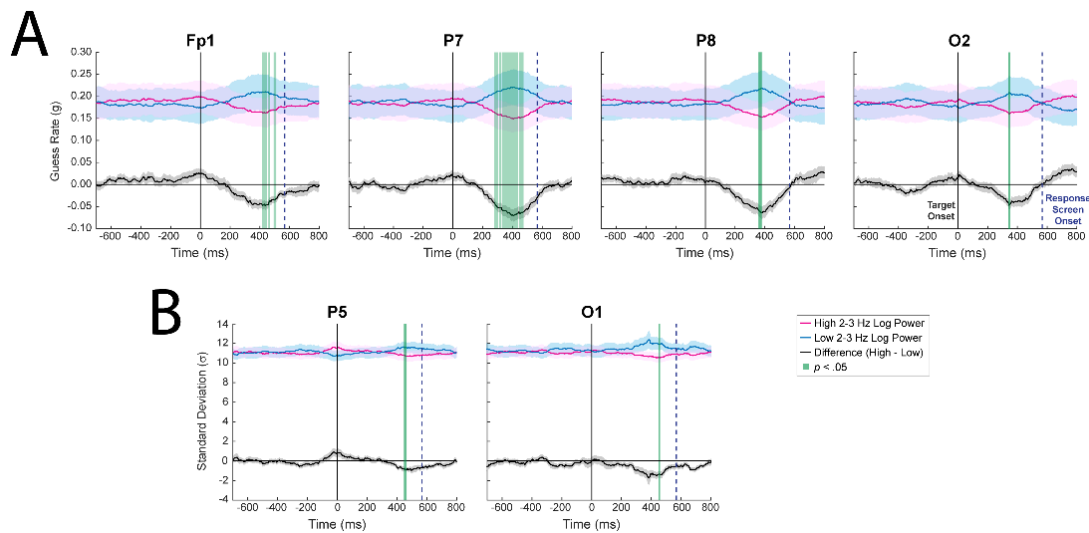 A
Fp1
P7
P8
O2
Guess Rate (g)
0.30
0.25
0.20
0.15
0.10
0.05
0.00
-0.05
-0.10
Target
Onset
Response
Screen
Onset
-600 -400 -200 0 200 400 600 800
-600 -400 -200 0 200 400 600 800
-600 -400 -200 0 200 400 600 800
-600 -400 -200 0 200 400 600 800
Time (ms)
Time (ms)
Time (ms)
Time (ms)
B
P5
O1
Standard Deviation (σ)
14
12
10
8
6
4
2
0
-2
-4
-600 -400 -200 0 200 400 600 800
-600 -400 -200 0 200 400 600 800
Time (ms)
Time (ms)
High 2-3 Hz Log Power
Low 2-3 Hz Log Power
Difference (High - Low)
p < .05